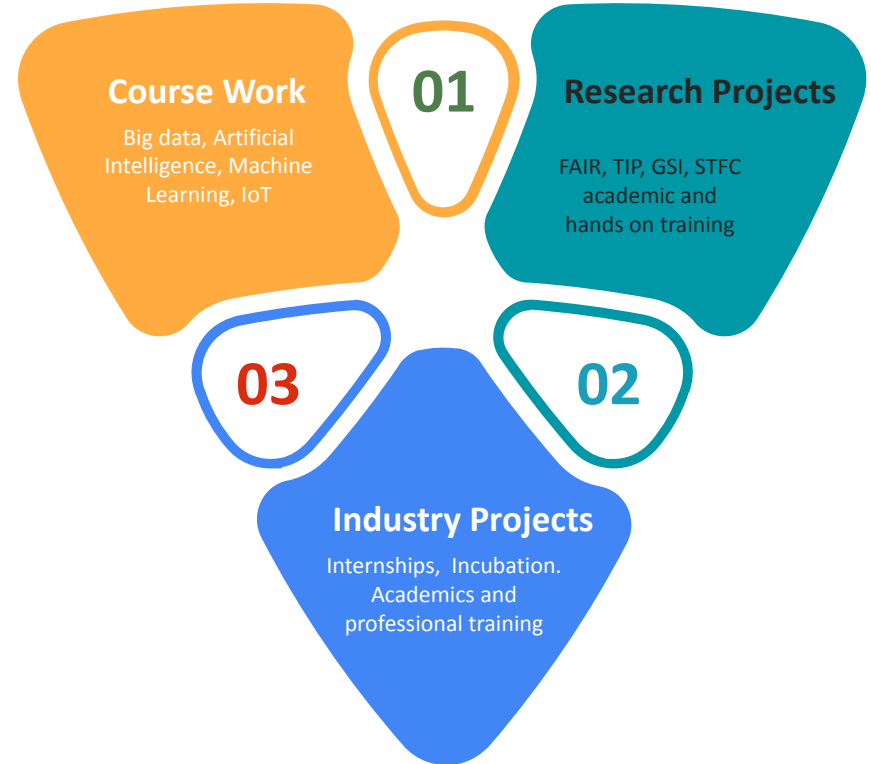 Course Work
Big data, Artificial
Intelligence, Machine
Learning, IoT
01
Research Projects
FAIR, TIP, GSI, STFC
academic and
hands on training
03
02
Industry Projects
Internships,  Incubation.
Academics and
professional training